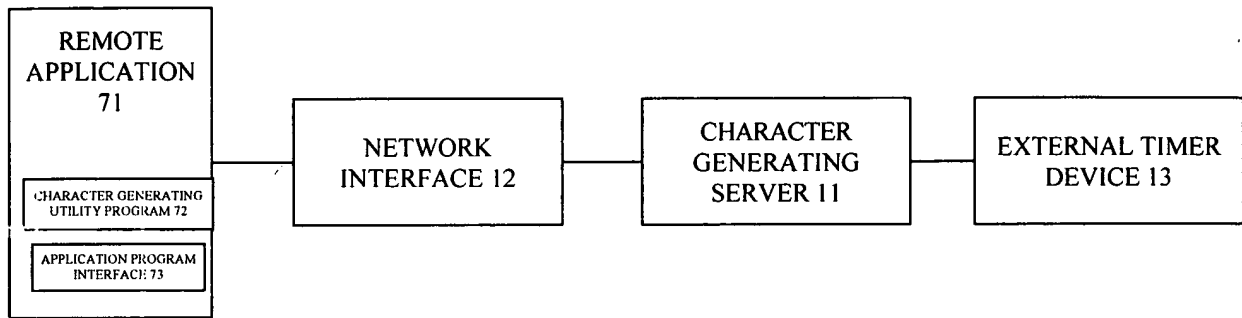 REMOTE
APPLICATION
71
CHARACTER GENERATING
UTILITY PROGRAM 72
APPLICATION PROGRAM
INTERFACE 73
NETWORK
INTERFACE 12
CHARACTER
GENERATING
SERVER 11
EXTERNAL TIMER
DEVICE 13